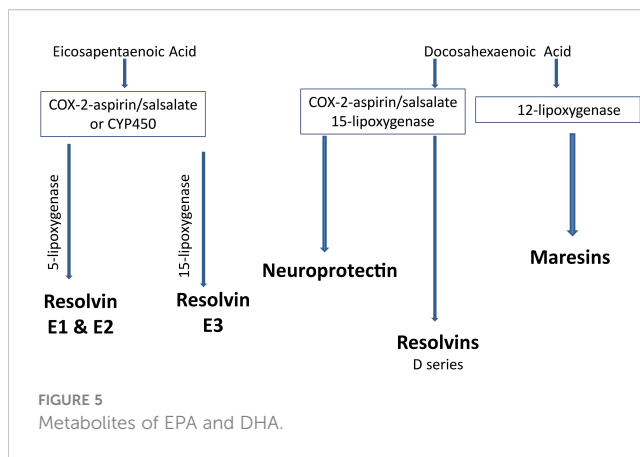 Eicosapentaenoic Acid
COX-2-aspirin/salsalate
or CYP450
5-lipoxygenase
15-lipoxygenase
Resolvin
E1 & E2
Resolvin
E3
Docosahexaenoic Acid
COX-2-aspirin/salsalate
15-lipoxygenase
12-lipoxygenase
Neuroprotectin
Maresins
Resolvins
D series
FIGURE 5
Metabolites of EPA and DHA.